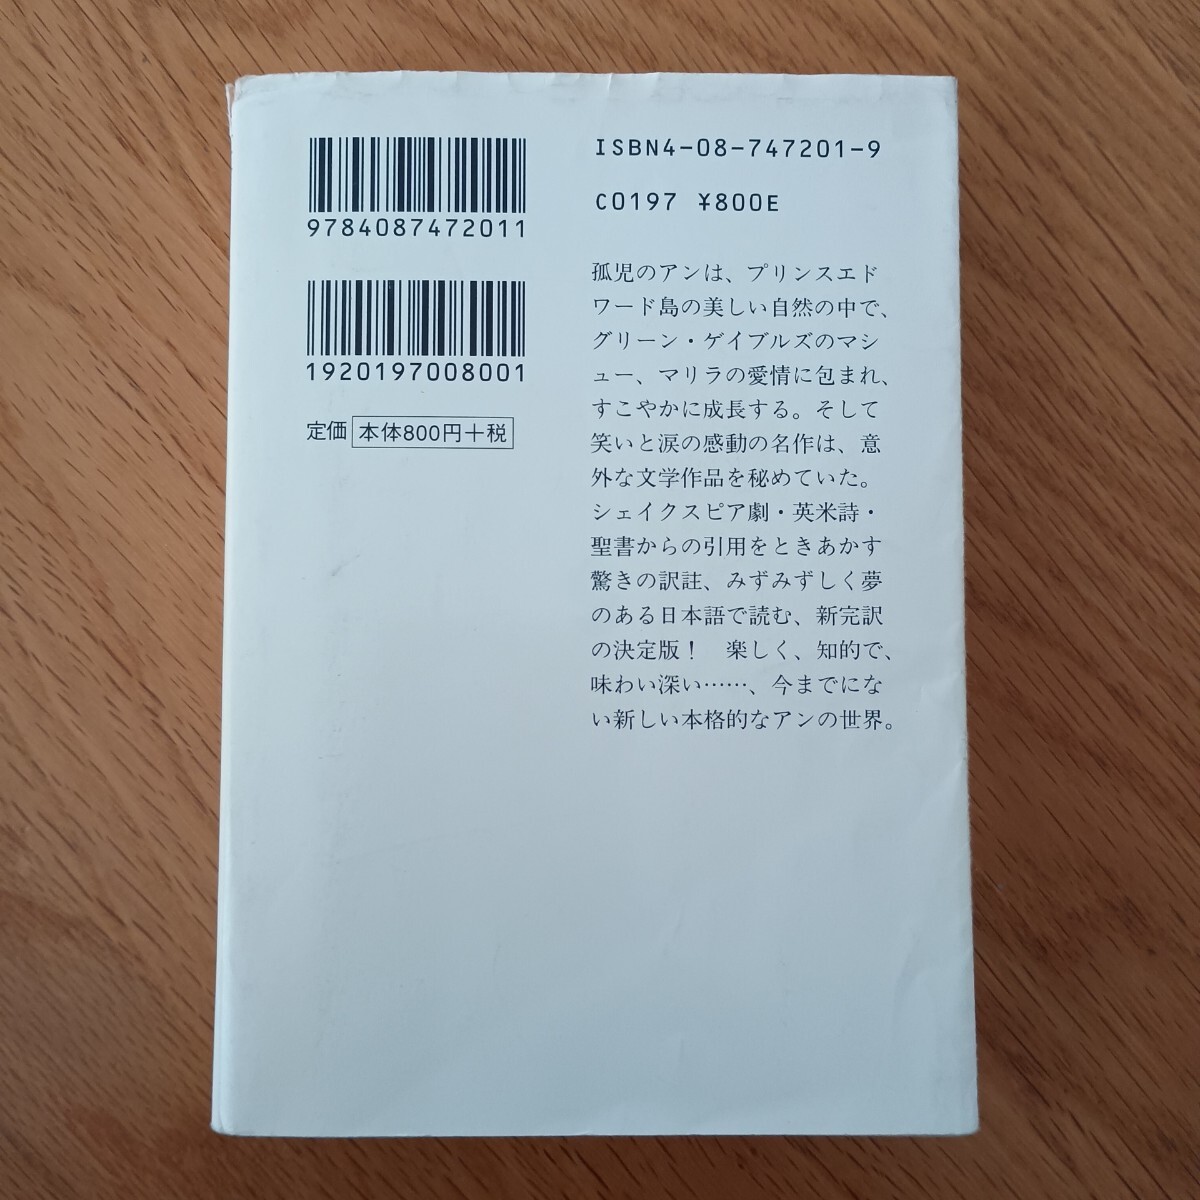 9784087472011
1920197008001
定価 本体800円+税
ISBN4-08-747201-9
C0197 ¥800E
孤児のアンは、プリンスエド
ワード島の美しい自然の中で、
グリーン・ゲイブルズのマシ
ュー、マリラの愛情に包まれ、
すこやかに成長する。そして
笑いと涙の感動の名作は、意
外な文学作品を秘めていた。
シェイクスピア劇・英米詩・
聖書からの引用をときあかす
驚きの訳註、みずみずしく夢
のある日本語で読む、新完訳
の決定版！　楽しく、知的で、
味わい深い……、今までにな
い新しい本格的なアンの世界。